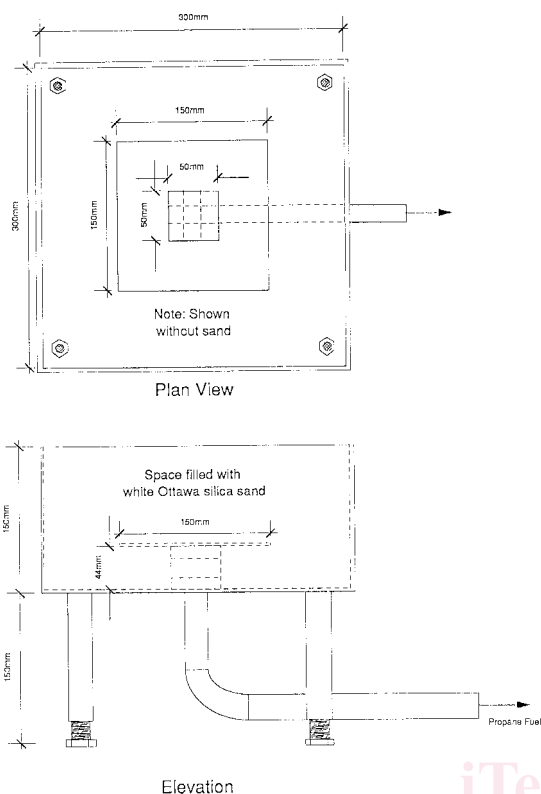 300mm
150mm
50mm
50mm
150mm
300mm
Note: Shown
without sand
Plan View
Space filled with
white Ottawa silica sand
150mm
150mm
44mm
150mm
Propane Fuel
Elevation
iTe